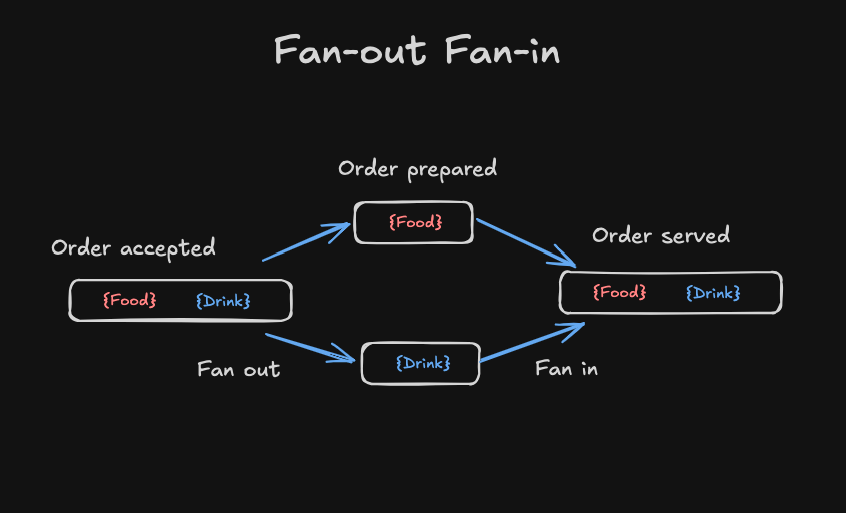 Fan-out Fan-in
Order prepared
{Food}
Order accepted
{Food} {Drink}
Order served
{Food} {Drink}
{Drink}
Fan out
Fan in